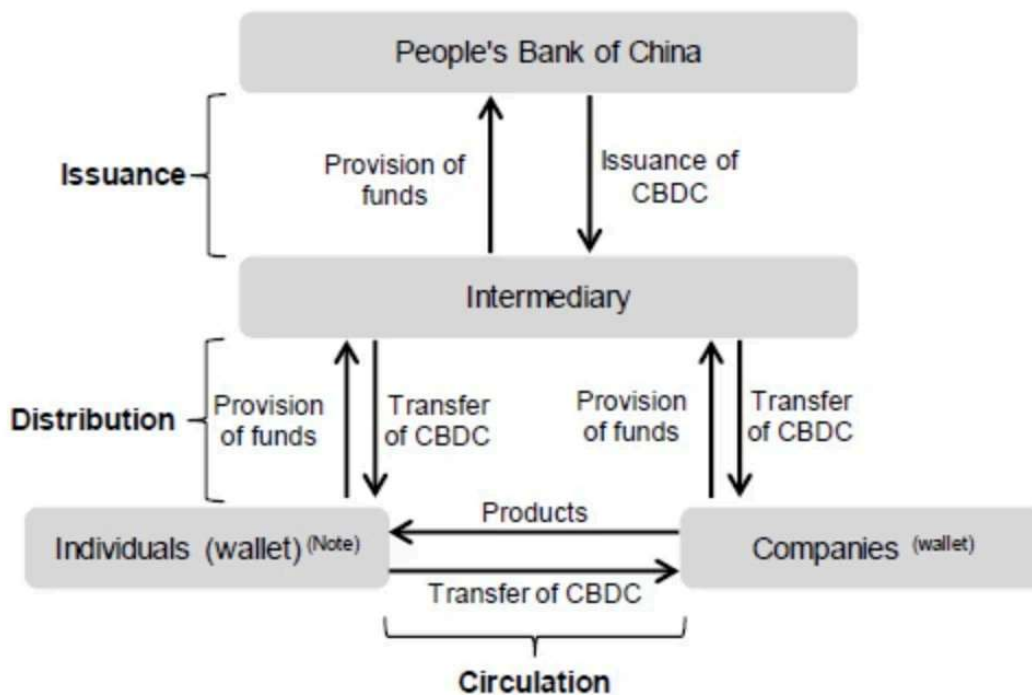 People's Bank of China
Issuance
Provision of
funds
Issuance of
CBDC
Intermediary
Distribution
Provision
of funds
Transfer
of CBDC
Provision
of funds
Transfer
of CBDC
Individuals (wallet) (Note)
Products
Companies (wallet)
Transfer of CBDC
Circulation